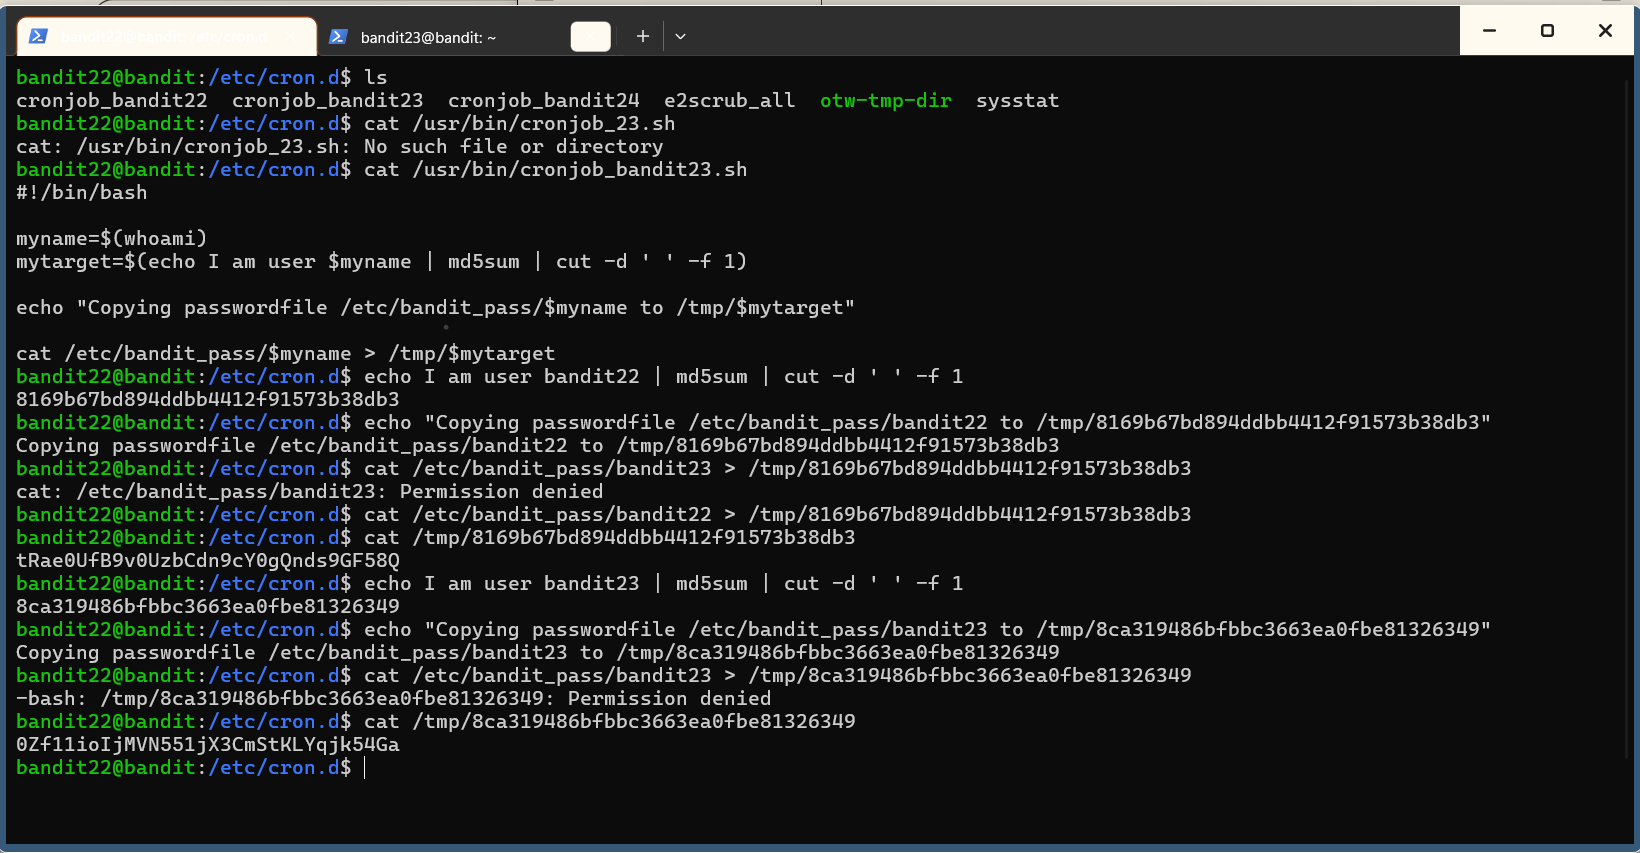 bandit22@bandit: /etc/cron.d
bandit23@bandit: ~
bandit22@bandit:/etc/cron.d$ ls
cronjob_bandit22  cronjob_bandit23  cronjob_bandit24  e2scrub_all  otw-tmp-dir  sysstat
bandit22@bandit:/etc/cron.d$ cat /usr/bin/cronjob_23.sh
cat: /usr/bin/cronjob_23.sh: No such file or directory
bandit22@bandit:/etc/cron.d$ cat /usr/bin/cronjob_bandit23.sh
#!/bin/bash
myname=$(whoami)
mytarget=$(echo I am user $myname | md5sum | cut -d ' ' -f 1)
echo "Copying passwordfile /etc/bandit_pass/$myname to /tmp/$mytarget"
cat /etc/bandit_pass/$myname > /tmp/$mytarget
bandit22@bandit:/etc/cron.d$ echo I am user bandit22 | md5sum | cut -d ' ' -f 1
8169b67bd894ddbb4412f91573b38db3
bandit22@bandit:/etc/cron.d$ echo "Copying passwordfile /etc/bandit_pass/bandit22 to /tmp/8169b67bd894ddbb4412f91573b38db3"
Copying passwordfile /etc/bandit_pass/bandit22 to /tmp/8169b67bd894ddbb4412f91573b38db3
bandit22@bandit:/etc/cron.d$ cat /etc/bandit_pass/bandit23 > /tmp/8169b67bd894ddbb4412f91573b38db3
cat: /etc/bandit_pass/bandit23: Permission denied
bandit22@bandit:/etc/cron.d$ cat /etc/bandit_pass/bandit22 > /tmp/8169b67bd894ddbb4412f91573b38db3
bandit22@bandit:/etc/cron.d$ cat /tmp/8169b67bd894ddbb4412f91573b38db3
tRae0UfB9v0UzbCdn9cY0gQnds9GF58Q
bandit22@bandit:/etc/cron.d$ echo I am user bandit23 | md5sum | cut -d ' ' -f 1
8ca319486bfbbc3663ea0fbe81326349
bandit22@bandit:/etc/cron.d$ echo "Copying passwordfile /etc/bandit_pass/bandit23 to /tmp/8ca319486bfbbc3663ea0fbe81326349"
Copying passwordfile /etc/bandit_pass/bandit23 to /tmp/8ca319486bfbbc3663ea0fbe81326349
bandit22@bandit:/etc/cron.d$ cat /etc/bandit_pass/bandit23 > /tmp/8ca319486bfbbc3663ea0fbe81326349
-bash: /tmp/8ca319486bfbbc3663ea0fbe81326349: Permission denied
bandit22@bandit:/etc/cron.d$ cat /tmp/8ca319486bfbbc3663ea0fbe81326349
0Zf11ioIjMVN551jX3CmStKLYqjk54Ga
bandit22@bandit:/etc/cron.d$